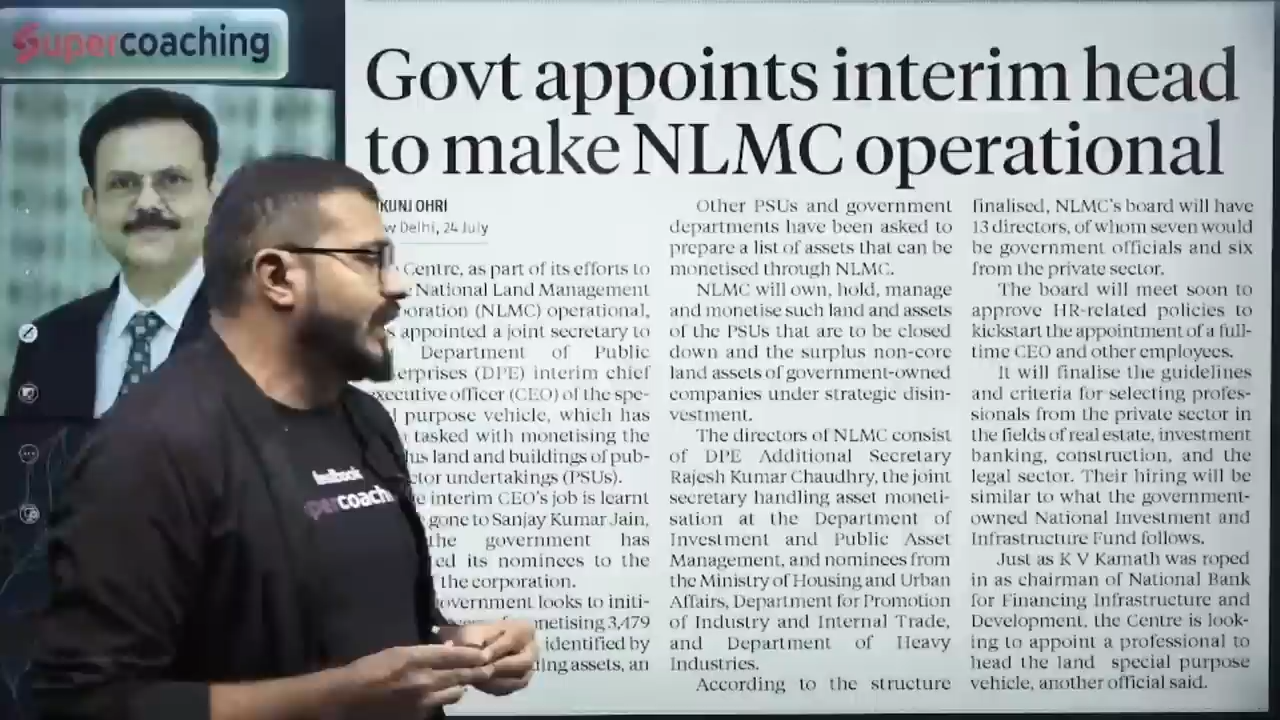 Supercoaching
Govt appoints interim head
to make NLMC operational
KUNJ OHRI
Delhi, 24 July
Centre, as part of its efforts to
National Land Management
(NLMC) operational,
appointed a joint secretary to
Department of Public
(DPE) interim chief
executive officer (CEO) of the spe-
purpose vehicle, which has
tasked with monetising the
land and buildings of pub-
undertakings (PSUs).
interim CEO's job is learnt
gone to Sanjay Kumar Jain,
the government has
its nominees to the
the corporation.
government looks to initi-
3,479
identified by
assets, an
Other PSUs and government
departments have been asked to
prepare a list of assets that can be
monetised through NLMC.
NLMC will own, hold, manage
and monetise such land and assets
of the PSUs that are to be closed
down and the surplus non-core
land assets of government-owned
companies under strategic disin-
vestment.
The directors of NLMC consist
of DPE Additional Secretary
Rajesh Kumar Chaudhry, the joint
secretary handling asset moneti-
sation at the Department of
Investment and Public Asset
Management, and nominees from
the Ministry of Housing and Urban
Affairs, Department for Promotion
of Industry and Internal Trade,
and Department of Heavy
Industries.
According to the structure
finalised, NLMC's board will have
13 directors, of whom seven would
be government officials and six
from the private sector.
The board will meet soon to
approve HR-related policies to
kickstart the appointment of a full-
time CEO and other employees.
It will finalise the guidelines
and criteria for selecting profes-
sionals from the private sector in
the fields of real estate, investment
banking, construction, and the
legal sector. Their hiring will be
similar to what the government-
owned National Investment and
Infrastructure Fund follows.
Just as K V Kamath was roped
in as chairman of National Bank
for Financing Infrastructure and
Development, the Centre is look-
ing to appoint a professional to
head the land special purpose
vehicle, another official said.